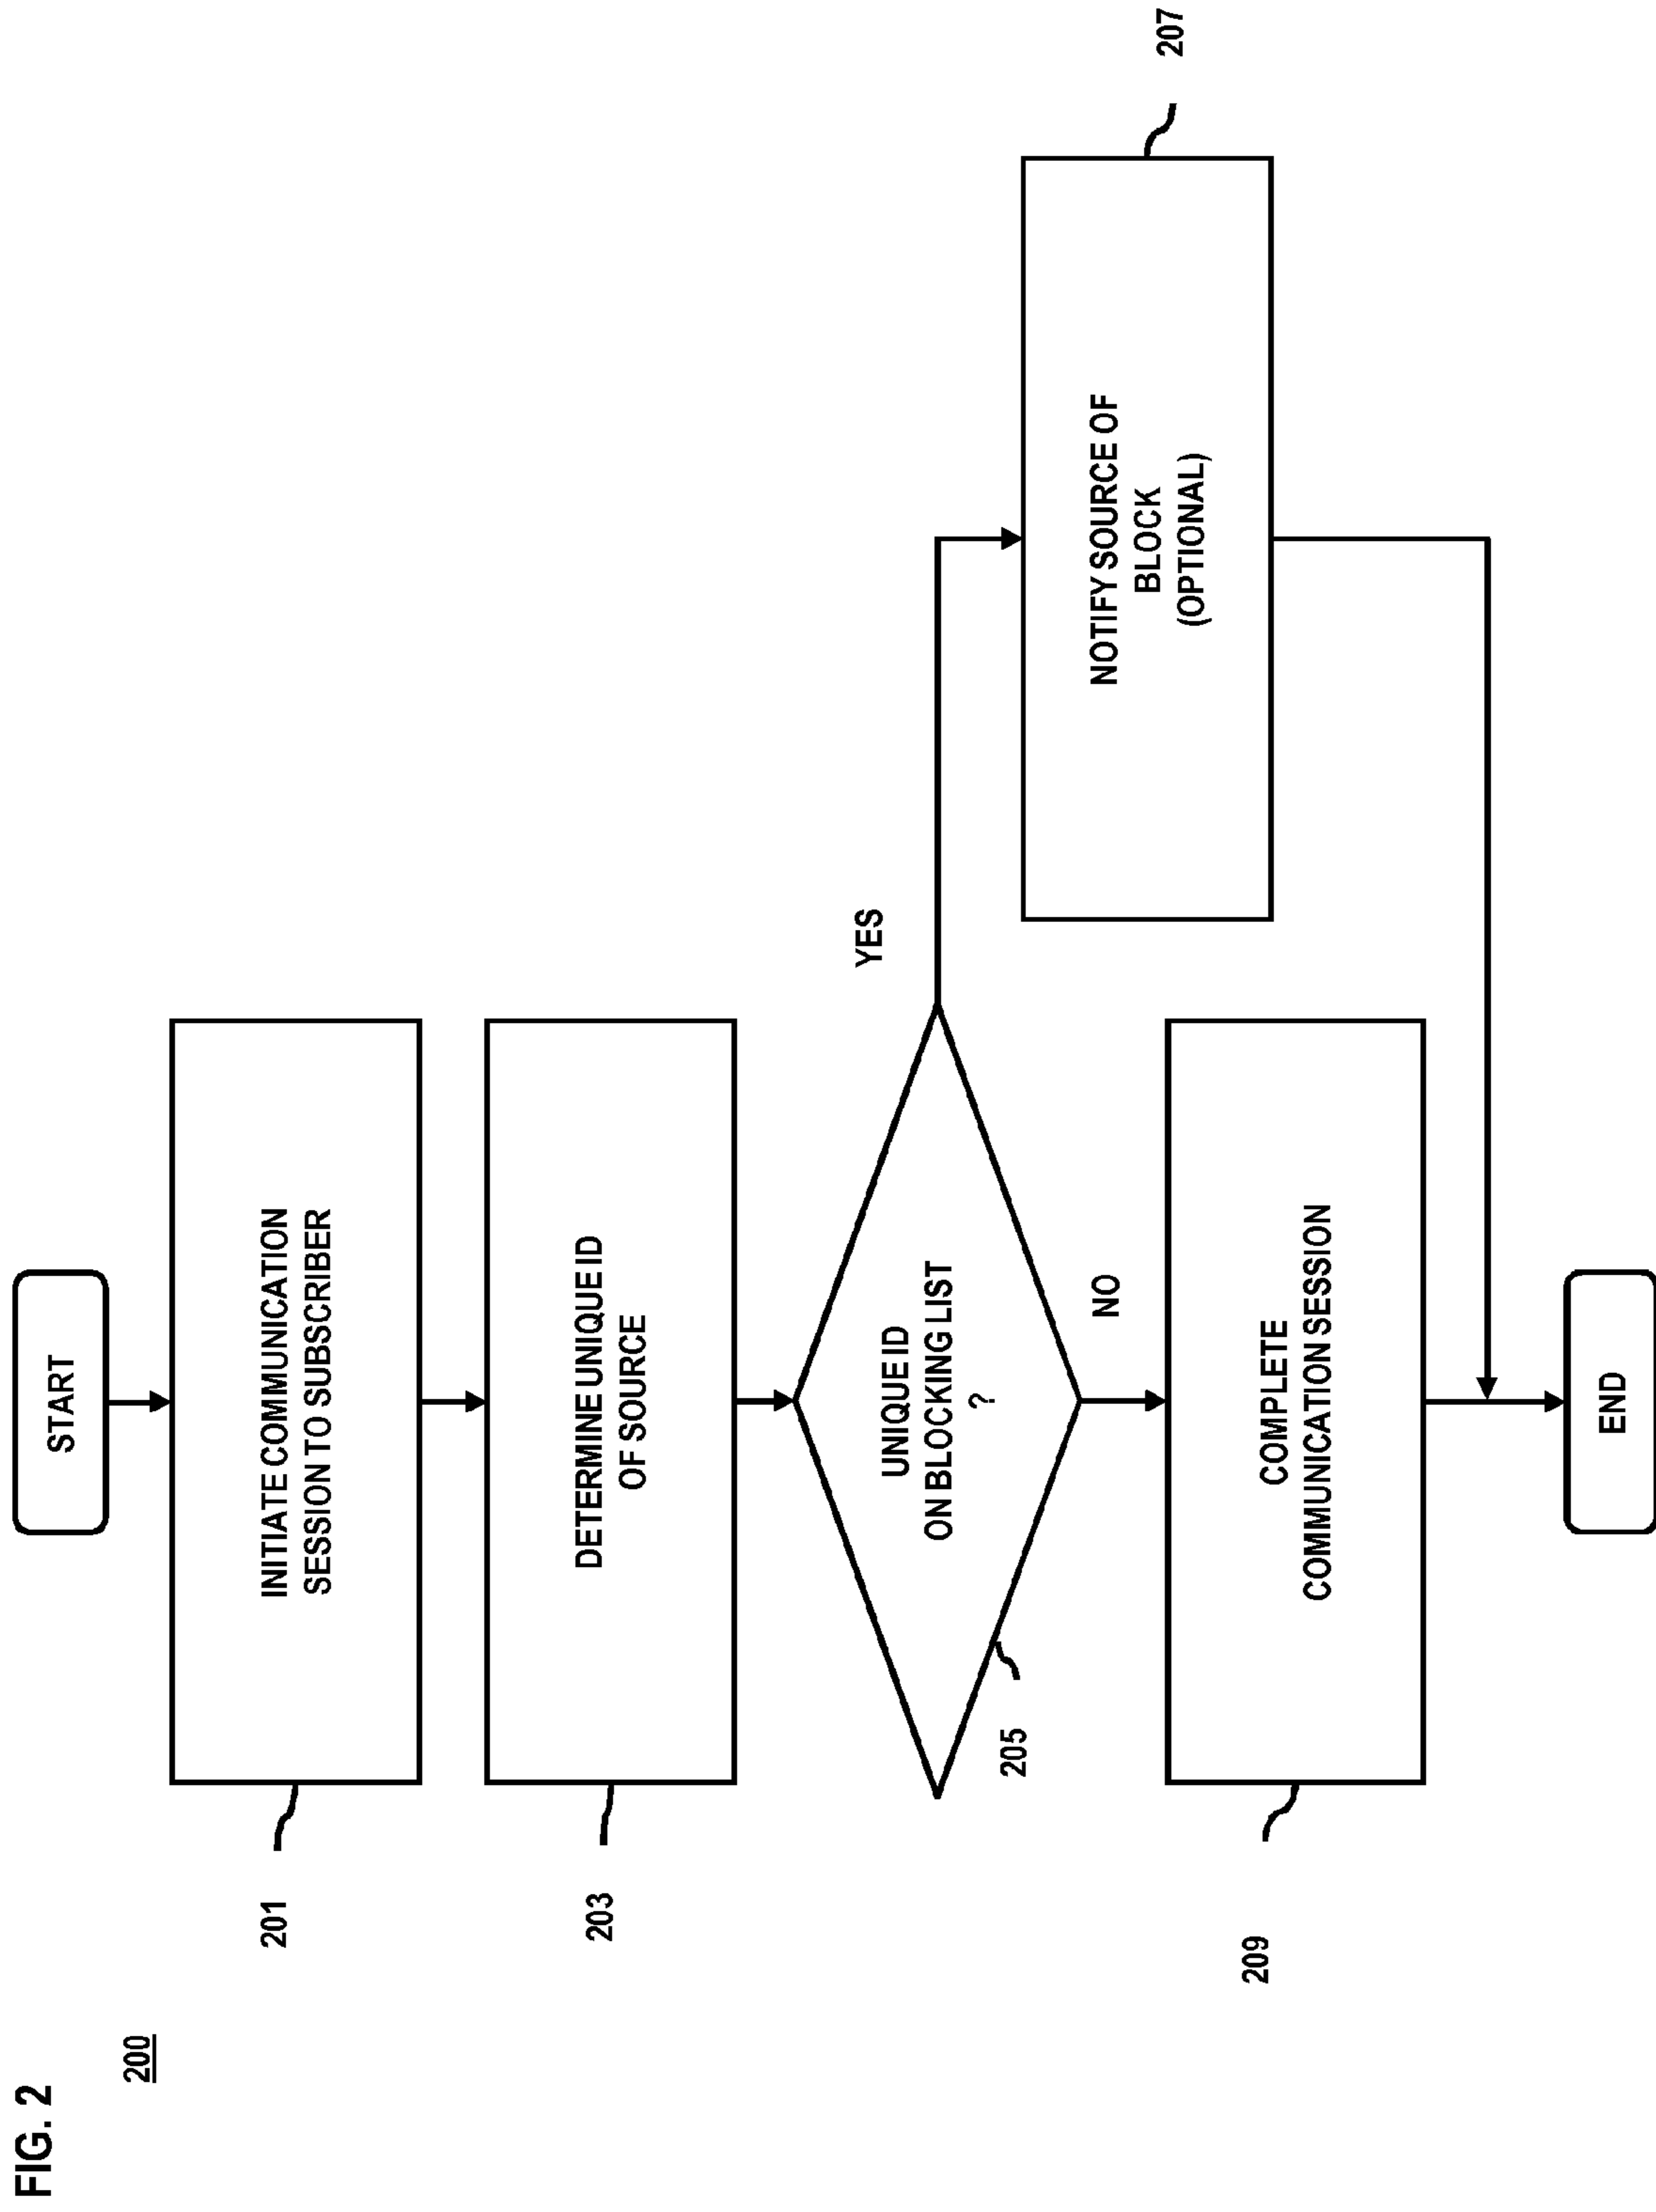 FIG. 2
200
START
201
INITIATE COMMUNICATION
SESSION TO SUBSCRIBER
203
DETERMINE UNIQUE ID
OF SOURCE
205
UNIQUE ID
ON BLOCKING LIST
?
YES
NO
207
NOTIFY SOURCE OF
BLOCK
(OPTIONAL)
209
COMPLETE
COMMUNICATION SESSION
END